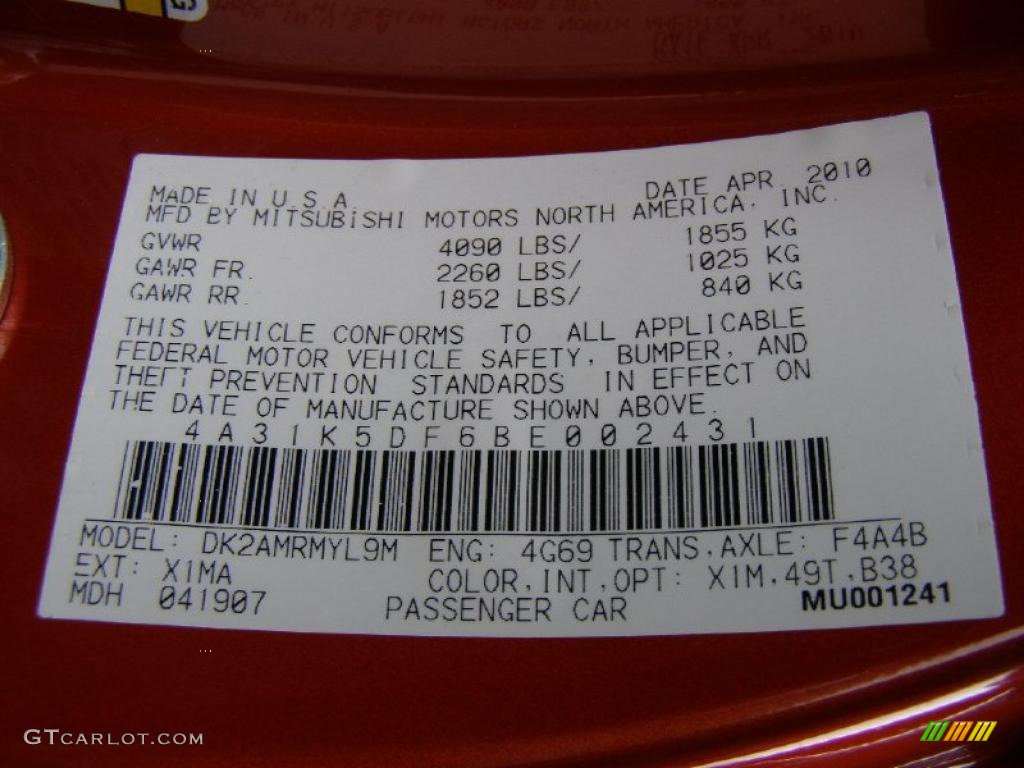 MADE IN U.S.A. DATE APR. 2010
MFD BY MITSUBISHI MOTORS NORTH AMERICA, INC.
GVWR 4090 LBS/ 1855 KG
GAWR FR. 2260 LBS/ 1025 KG
GAWR RR. 1852 LBS/ 840 KG
THIS VEHICLE CONFORMS TO ALL APPLICABLE
FEDERAL MOTOR VEHICLE SAFETY, BUMPER, AND
THEFT PREVENTION STANDARDS IN EFFECT ON
THE DATE OF MANUFACTURE SHOWN ABOVE.
4A31K5DF6BE002431
MODEL: DK2AMRMYL9M ENG: 4G69 TRANS,AXLE: F4A4B
EXT: X1MA COLOR,INT,OPT: X1M,49T,B38
MDH 041907 PASSENGER CAR MU001241
GTCARLOT.COM